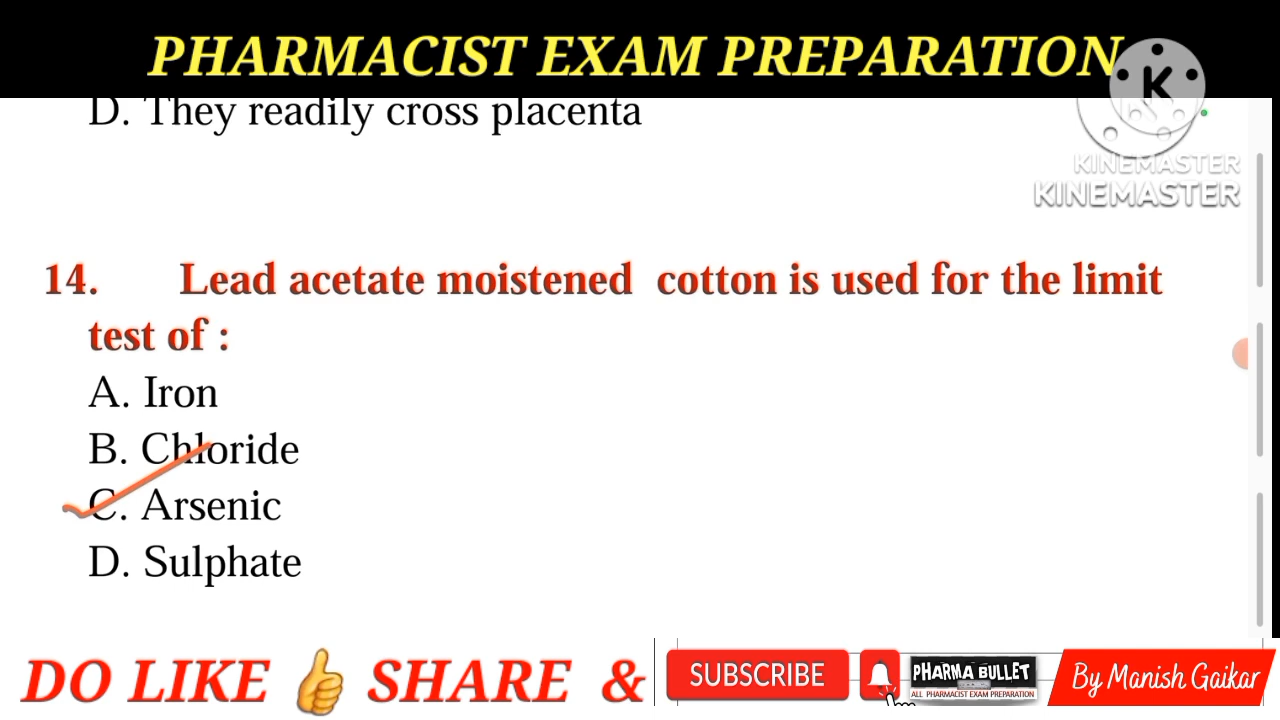 PHARMACIST EXAM PREPARATION
K
D. They readily cross placenta
KINEMASTER
KINEMASTER
14. Lead acetate moistened cotton is used for the limit
test of :
A. Iron
B. Chloride
C. Arsenic
D. Sulphate
DO LIKE 👍 SHARE &
SUBSCRIBE
PHARMA BULLET
ALL PHARMACIST EXAM PREPARATION
By Manish Gaikar